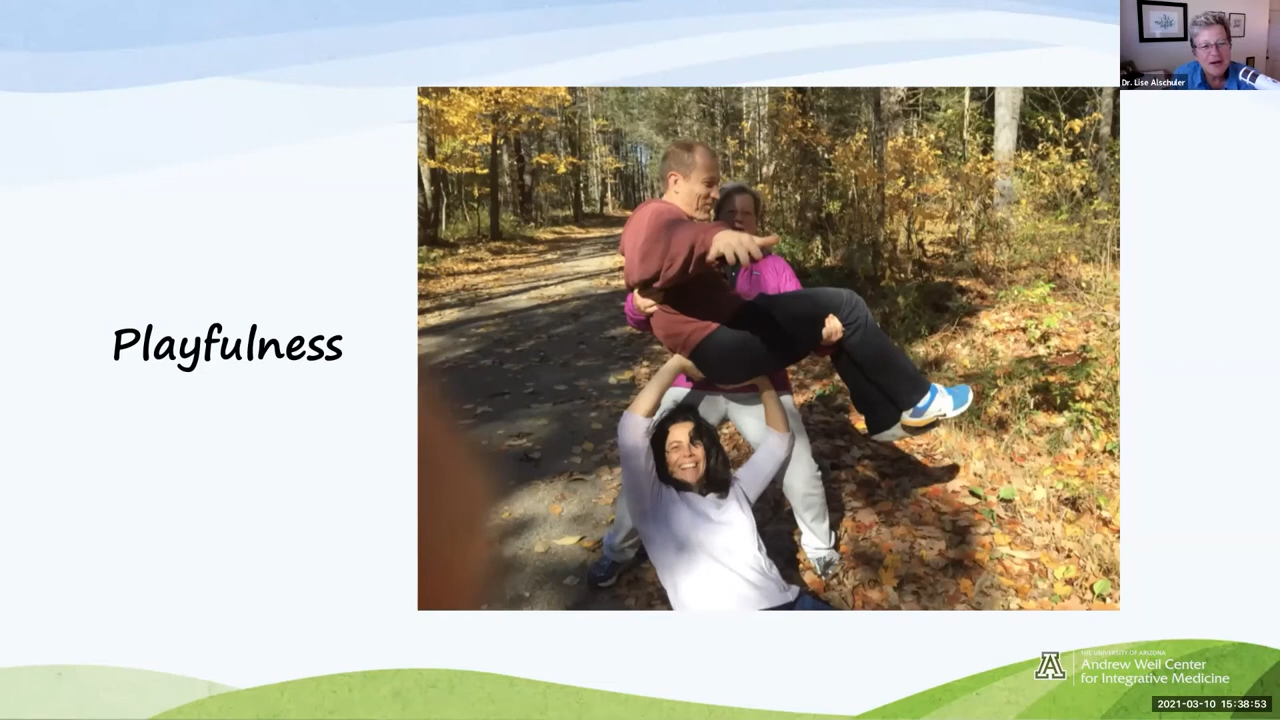 Dr. Lise Alschuler
Playfulness
THE UNIVERSITY OF ARIZONA
Andrew Weil Center
for Integrative Medicine
2021-03-10 15:38:53